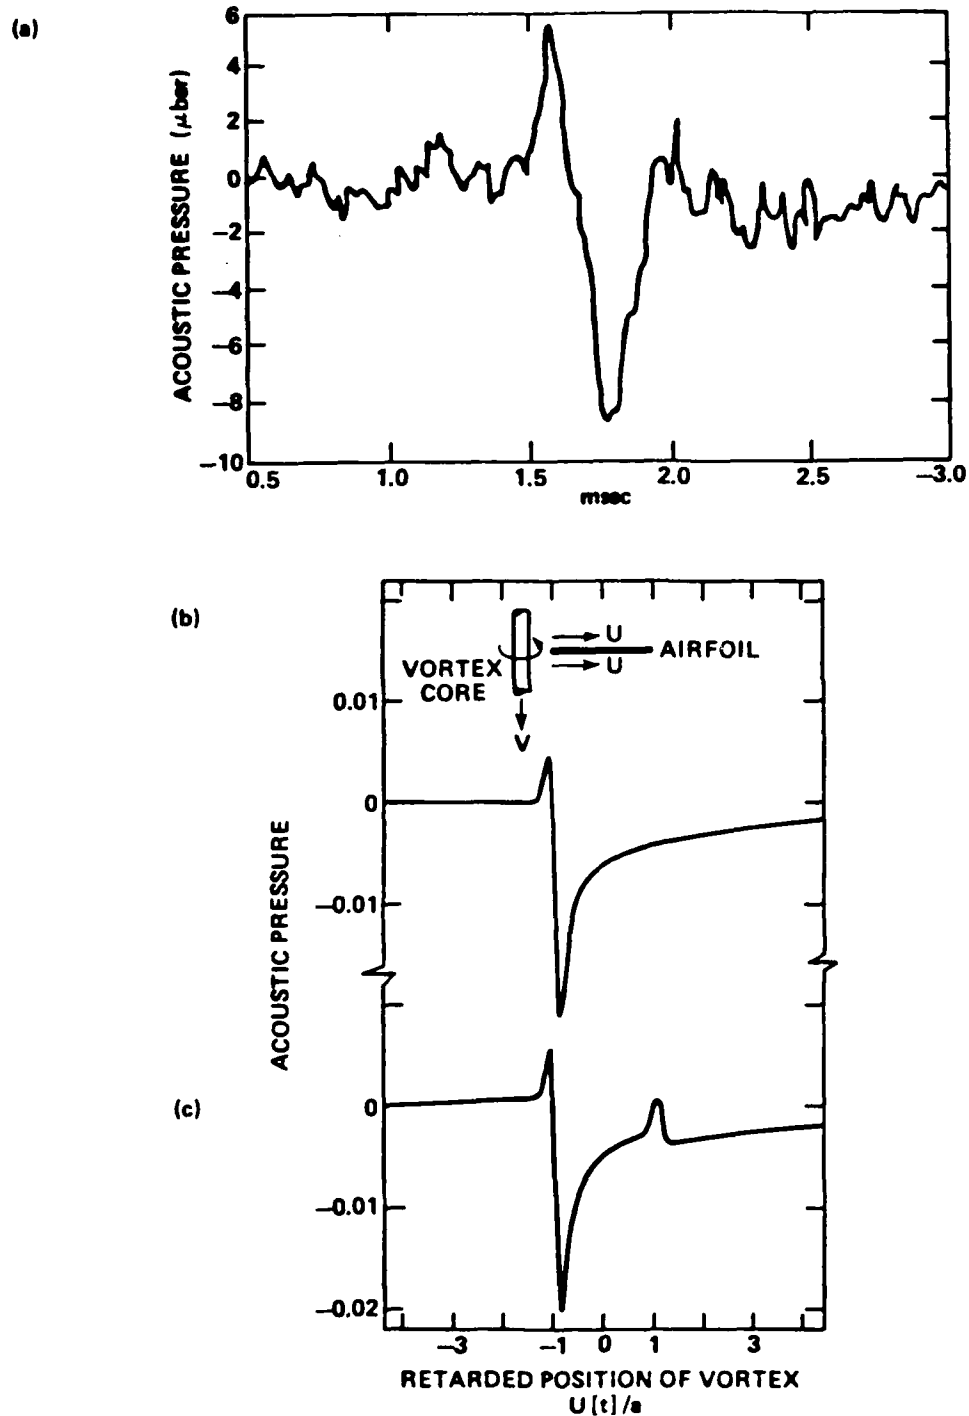 (a)
ACOUSTIC PRESSURE (μbar)
6
4
2
0
−2
−4
−6
−8
−10
0.5 1.0 1.5 2.0 2.5 −3.0
msec
(b)
VORTEX CORE
V
U
U
AIRFOIL
ACOUSTIC PRESSURE
0.01
0
−0.01
(c)
0
−0.01
−0.02
−3 −1 0 1 3
RETARDED POSITION OF VORTEX
U [t] /a